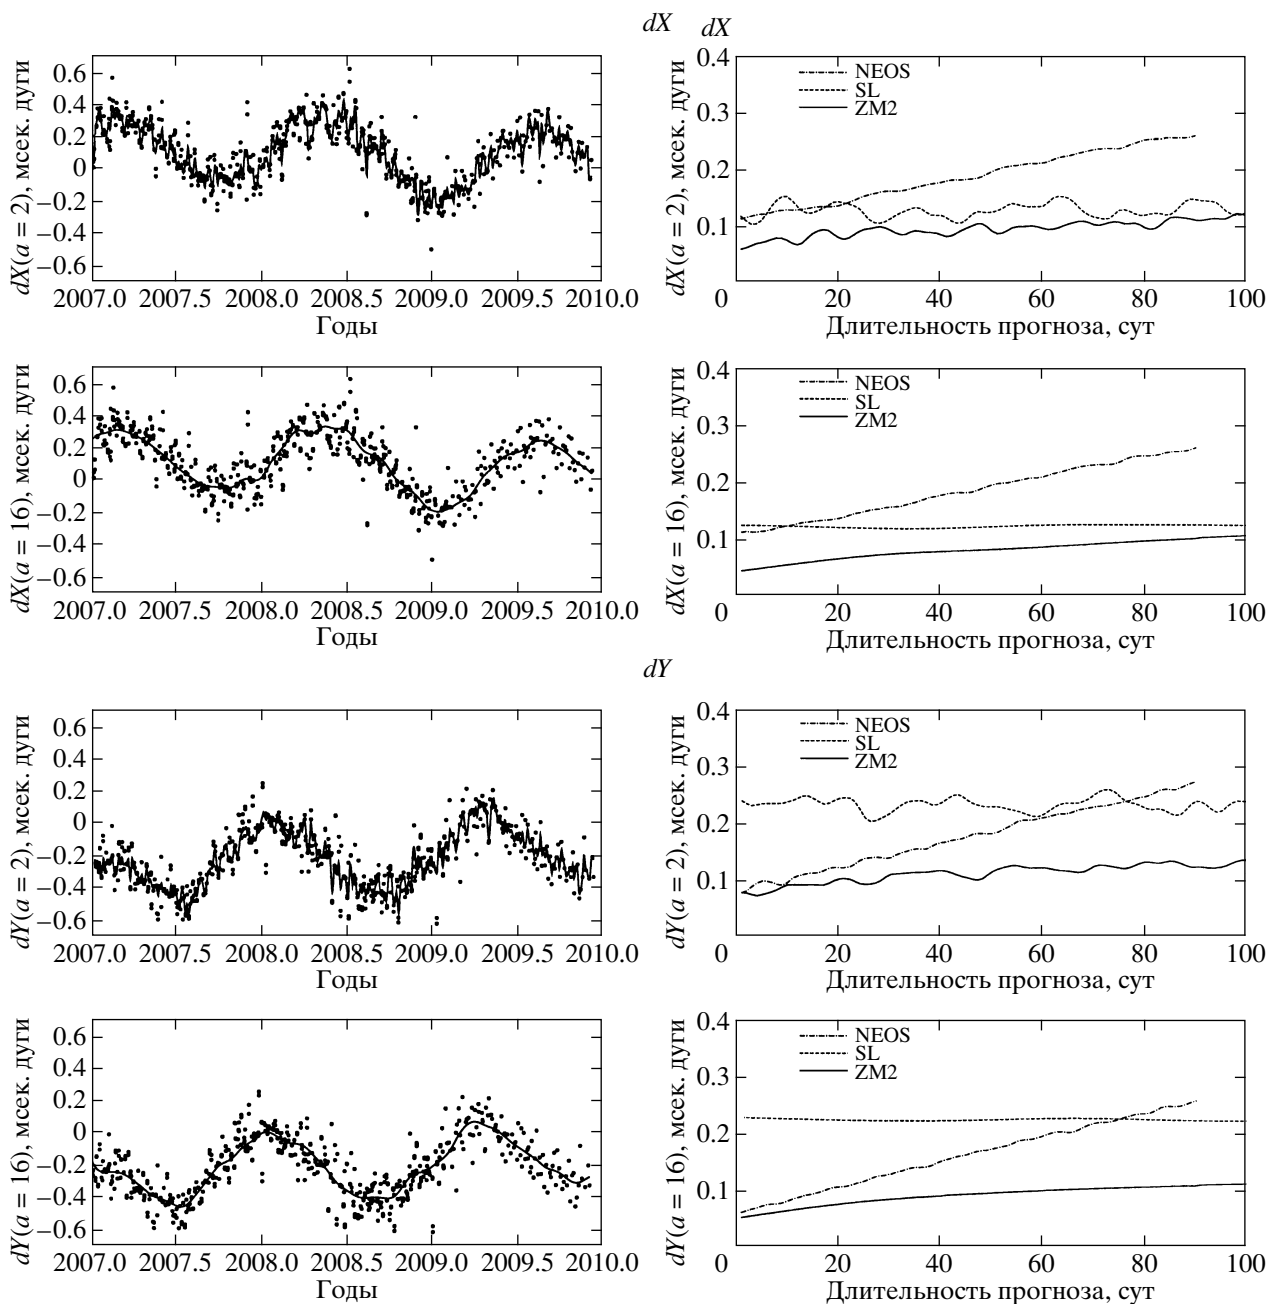 dX dX
dX(a = 2), мсек. дуги
0.6
0.4
0.2
0
−0.2
−0.4
−0.6
2007.0 2007.5 2008.0 2008.5 2009.0 2009.5 2010.0
Годы
dX(a = 2), мсек. дуги
0.4
0.3
0.2
0.1
NEOS
SL
ZM2
0 20 40 60 80 100
Длительность прогноза, сут
dX(a = 16), мсек. дуги
0.6
0.4
0.2
0
−0.2
−0.4
−0.6
2007.0 2007.5 2008.0 2008.5 2009.0 2009.5 2010.0
Годы
dX(a = 16), мсек. дуги
0.4
0.3
0.2
0.1
NEOS
SL
ZM2
0 20 40 60 80 100
Длительность прогноза, сут
dY
dY(a = 2), мсек. дуги
0.6
0.4
0.2
0
−0.2
−0.4
−0.6
2007.0 2007.5 2008.0 2008.5 2009.0 2009.5 2010.0
Годы
dY(a = 2), мсек. дуги
0.4
0.3
0.2
0.1
NEOS
SL
ZM2
0 20 40 60 80 100
Длительность прогноза, сут
dY(a = 16), мсек. дуги
0.6
0.4
0.2
0
−0.2
−0.4
−0.6
2007.0 2007.5 2008.0 2008.5 2009.0 2009.5 2010.0
Годы
dY(a = 16), мсек. дуги
0.4
0.3
0.2
0.1
NEOS
SL
ZM2
0 20 40 60 80 100
Длительность прогноза, сут